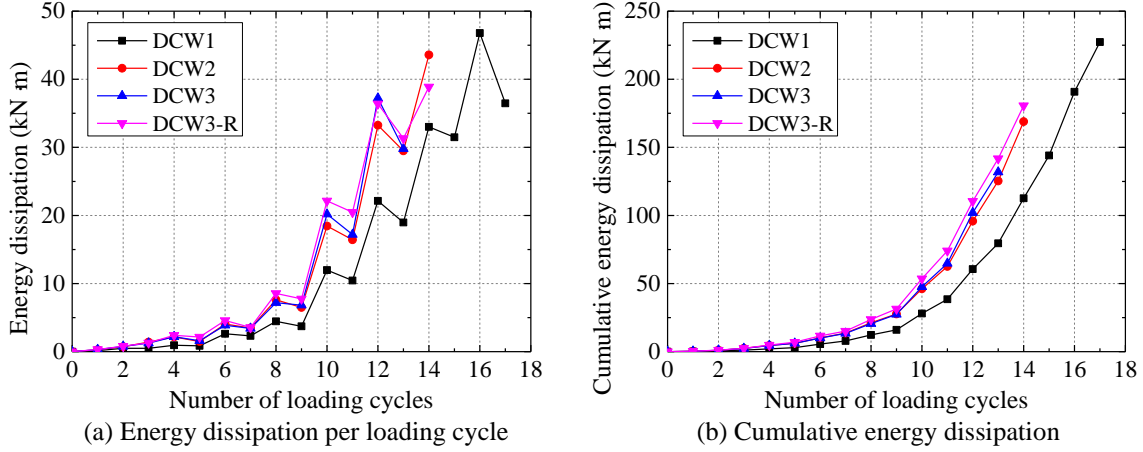 50
40
30
20
10
0
Energy dissipation (kN·m)
DCW1
DCW2
DCW3
DCW3-R
0 2 4 6 8 10 12 14 16 18
Number of loading cycles
(a) Energy dissipation per loading cycle
250
200
150
100
50
0
Cumulative energy dissipation (kN·m)
DCW1
DCW2
DCW3
DCW3-R
0 2 4 6 8 10 12 14 16 18
Number of loading cycles
(b) Cumulative energy dissipation